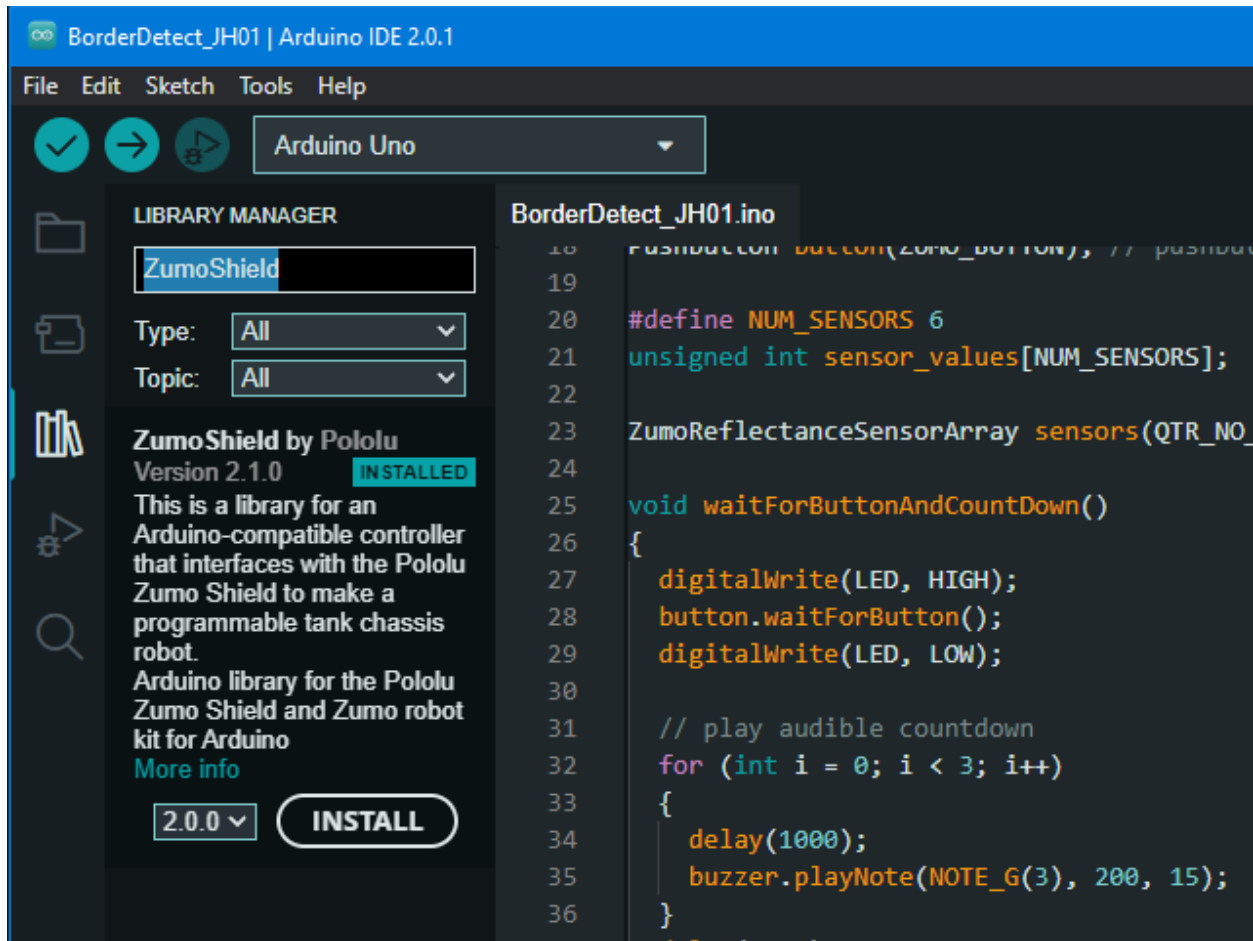 BorderDetect_JH01 | Arduino IDE 2.0.1
File Edit Sketch Tools Help
Arduino Uno
LIBRARY MANAGER
ZumoShield
Type: All
Topic: All
ZumoShield by Pololu
Version 2.1.0 INSTALLED
This is a library for an
Arduino-compatible controller
that interfaces with the Pololu
Zumo Shield to make a
programmable tank chassis
robot.
Arduino library for the Pololu
Zumo Shield and Zumo robot
kit for Arduino
More info
2.0.0 INSTALL
BorderDetect_JH01.ino
18 Pushbutton button(ZUMO_BUTTON); //
19
20 #define NUM_SENSORS 6
21 unsigned int sensor_values[NUM_SENSORS];
22
23 ZumoReflectanceSensorArray sensors(QTR_NO_
24
25 void waitForButtonAndCountDown()
26 {
27 digitalWrite(LED, HIGH);
28 button.waitForButton();
29 digitalWrite(LED, LOW);
30
31 // play audible countdown
32 for (int i = 0; i < 3; i++)
33 {
34 delay(1000);
35 buzzer.playNote(NOTE_G(3), 200, 15);
36 }